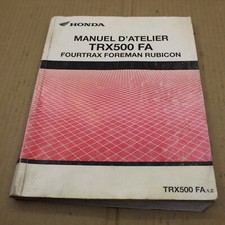 HONDA
MANUEL D'ATELIER
TRX500 FA
FOURTRAX FOREMAN RUBICON
TRX500 FA